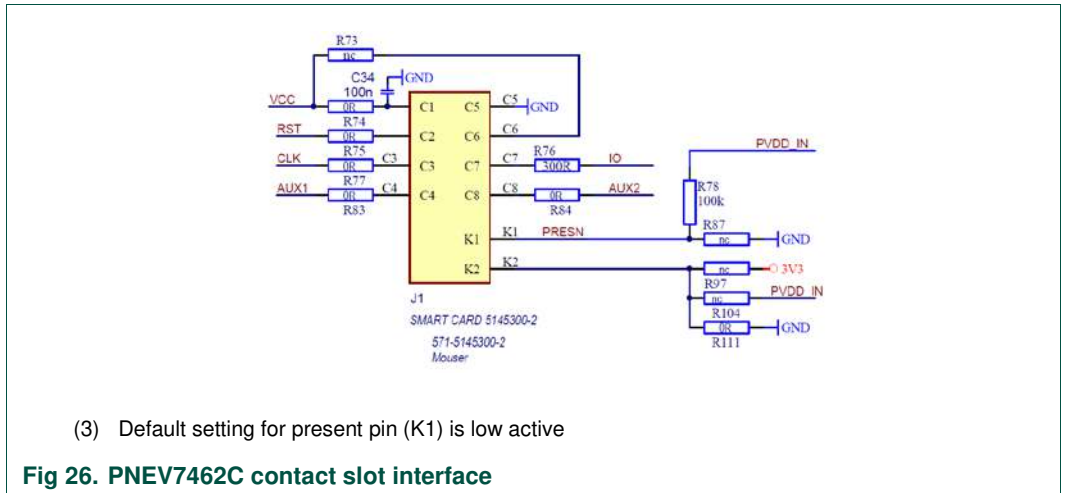 R73
nc
C34
100n
GND
VCC
0R
C1
C5
C5
GND
R74
RST
0R
C2
C6
C6
R75
CLK
0R
C3
C3
C7
C7
R76
300R
IO
R77
AUX1
0R
C4
C4
C8
C8
0R
AUX2
R83
R84
PVDD_IN
R78
100k
K1
K1
PRESN
R87
nc
GND
K2
K2
nc
3V3
R97
nc
PVDD_IN
R104
0R
GND
R111
J1
SMART CARD 5145300-2
571-5145300-2
Mouser
(3) Default setting for present pin (K1) is low active
Fig 26. PNEV7462C contact slot interface